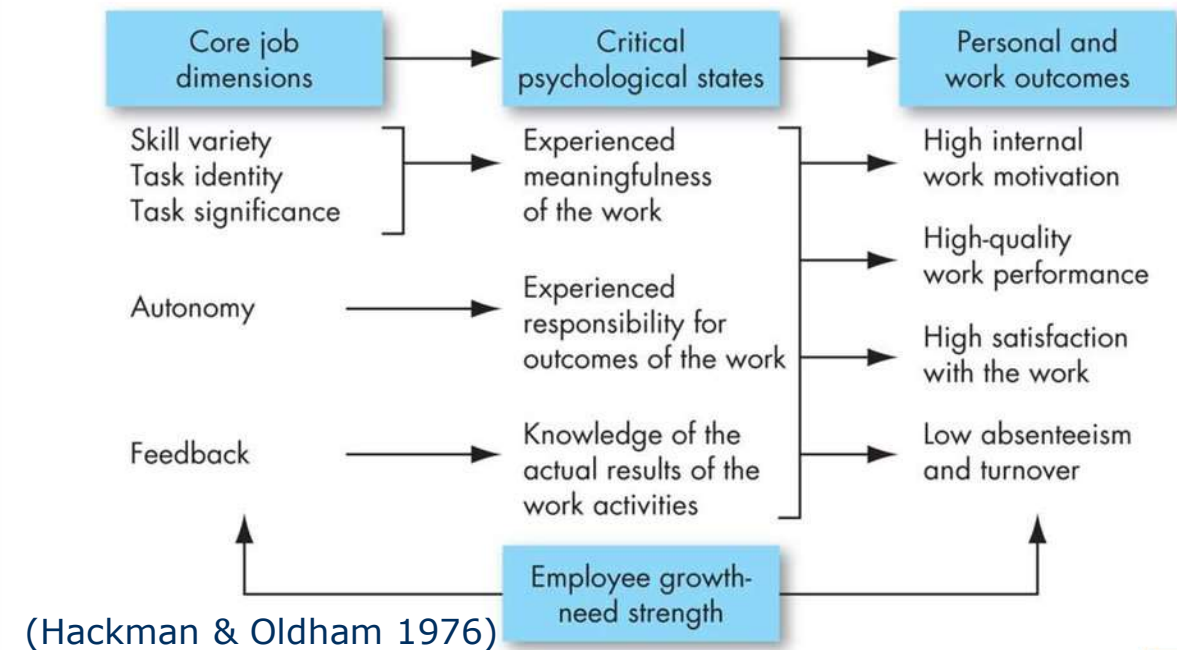 Core job
dimensions
Critical
psychological states
Personal and
work outcomes
Skill variety
Task identity
Task significance
Experienced
meaningfulness
of the work
High internal
work motivation
High-quality
work performance
Autonomy
Experienced
responsibility for
outcomes of the work
High satisfaction
with the work
Feedback
Knowledge of the
actual results of the
work activities
Low absenteeism
and turnover
Employee growth-
need strength
(Hackman & Oldham 1976)